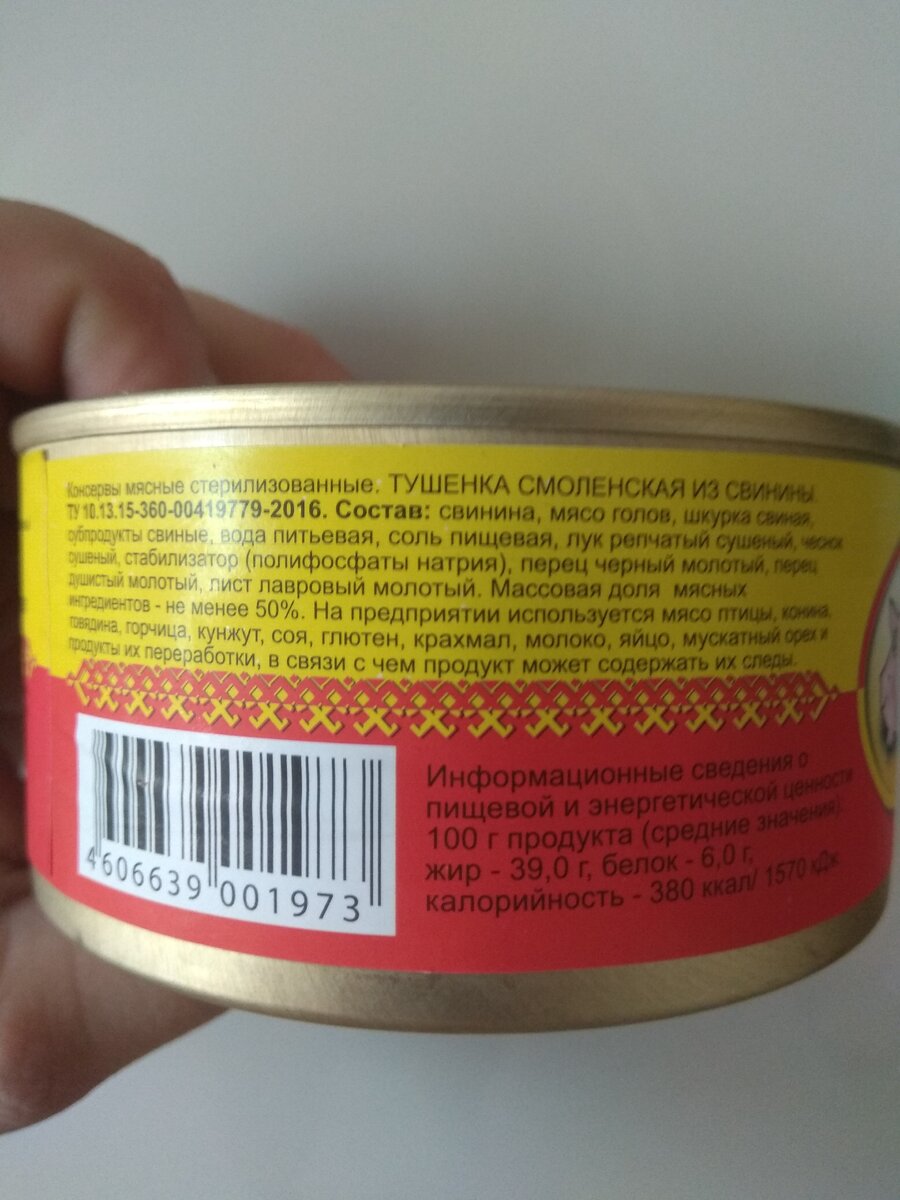 Консервы мясные стерилизованные. ТУШЕНКА СМОЛЕНСКАЯ ИЗ СВИНИНЫ
ТУ 10.13.15-360-00419779-2016. Состав: свинина, мясо голов, шкурка свиная,
субпродукты свиные, вода питьевая, соль пищевая, лук репчатый сушеный, чеснок
сушеный, стабилизатор (полифосфаты натрия), перец черный молотый, перец
душистый молотый, лист лавровый молотый. Массовая доля мясных
ингредиентов - не менее 50%. На предприятии используется мясо птицы, конина,
говядина, горчица, кунжут, соя, глютен, крахмал, молоко, яйцо, мускатный орех и
продукты их переработки, в связи с чем продукт может содержать их следы.
4606639 001973
Информационные сведения о
пищевой и энергетической ценности
100 г продукта (средние значения):
жир - 39,0 г, белок - 6,0 г,
калорийность - 380 ккал/ 1570 кДж